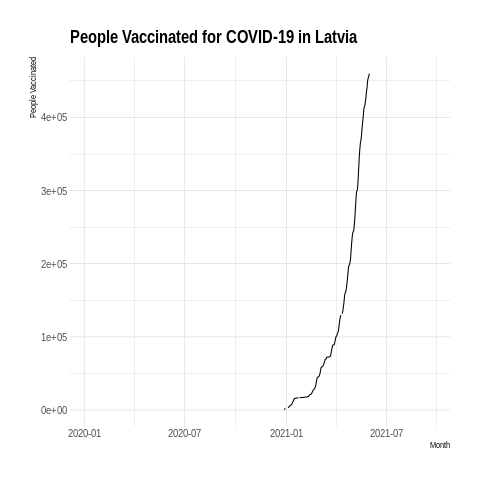 People Vaccinated for COVID-19 in Latvia
People Vaccinated
4e+05
3e+05
2e+05
1e+05
0e+00
2020-01 2020-07 2021-01 2021-07
Month